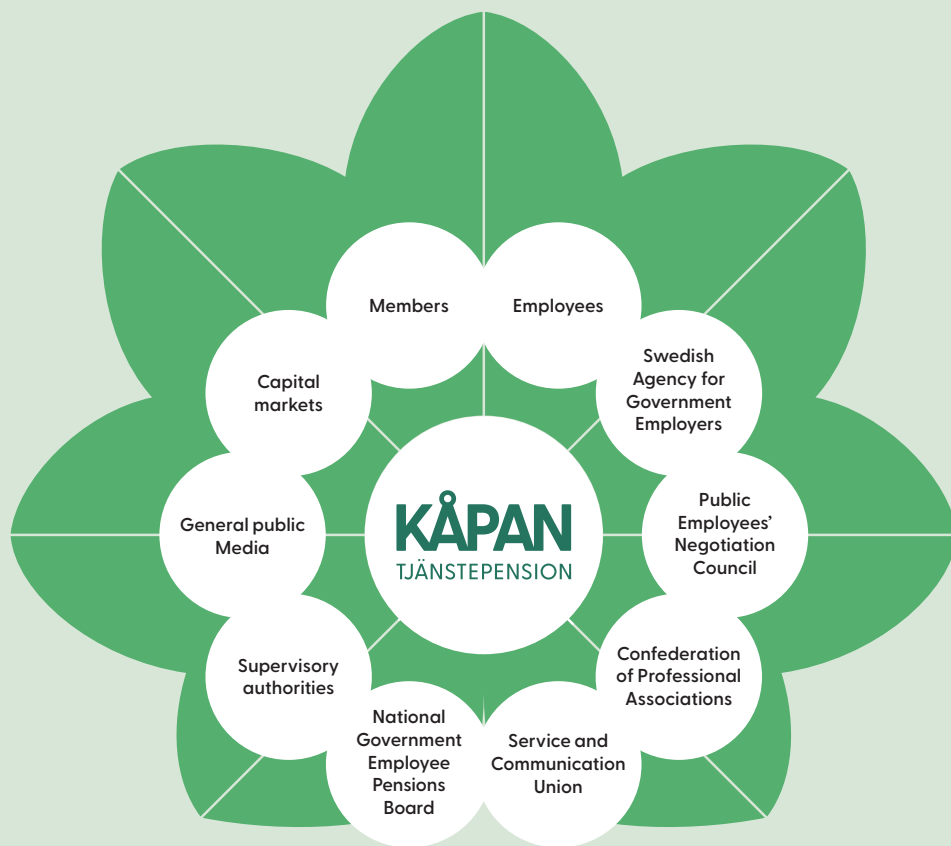 Members
Employees
Swedish
Agency for
Government
Employers
Public
Employees’
Negotiation
Council
Confederation
of Professional
Associations
Service and
Communication
Union
National
Government
Employee
Pensions
Board
Supervisory
authorities
General public
Media
Capital
markets
KÅPAN
TJÄNSTEPENSION